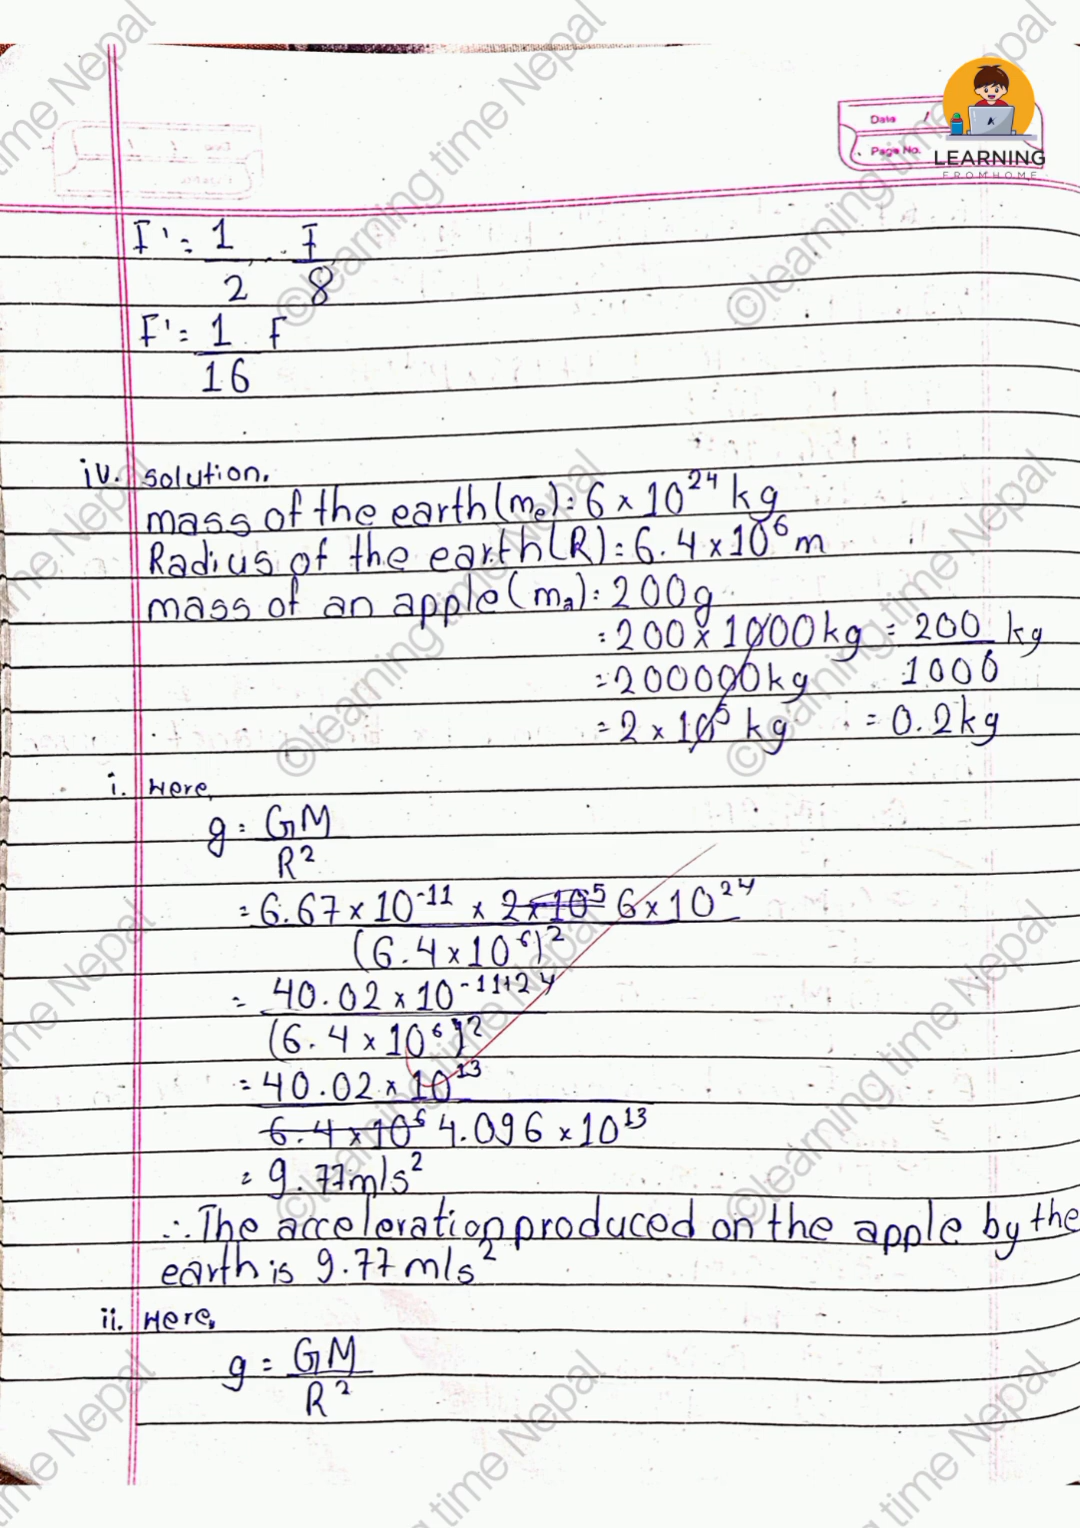 Date
Page No.
LEARNING
FROM HOME
F' = 1/2 . F/8
F' = 1/16 F
iv. solution.
mass of the earth (me) = 6 × 10^24 kg
Radius of the earth (R) = 6.4 × 10^6 m
mass of an apple (ma) = 200g
= 200 × 1000 kg = 200/1000 kg
= 200000 kg
= 2 × 10^5 kg = 0.2 kg
i. Here,
g = GM/R²
= 6.67 × 10^-11 × 2 × 10^5 6 × 10^24 / (6.4 × 10^6)²
= 40.02 × 10^-11+24 / (6.4 × 10^6)²
= 40.02 × 10^13 / 6.4 × 10^6 4.096 × 10^13
= 9.77 m/s²
∴ The acceleration produced on the apple by the
earth is 9.77 m/s²
ii. Here,
g = GM/R²
©learning time Nepal